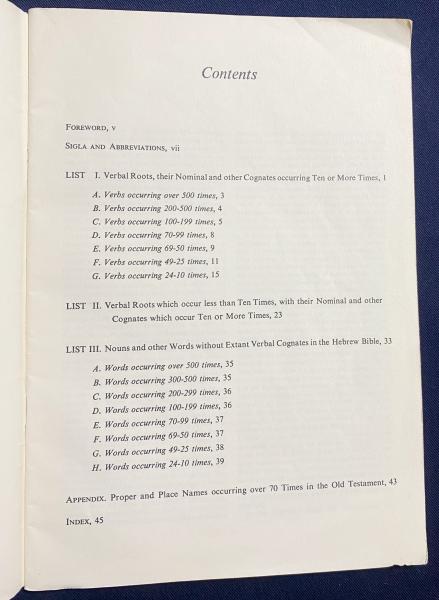 Contents
FOREWORD, v
SIGLA AND ABBREVIATIONS, vii
LIST I. Verbal Roots, their Nominal and other Cognates occurring Ten or More Times, 1
A. Verbs occurring over 500 times, 3
B. Verbs occurring 200-500 times, 4
C. Verbs occurring 100-199 times, 5
D. Verbs occurring 70-99 times, 8
E. Verbs occurring 69-50 times, 9
F. Verbs occurring 49-25 times, 11
G. Verbs occurring 24-10 times, 15
LIST II. Verbal Roots which occur less than Ten Times, with their Nominal and other
Cognates which occur Ten or More Times, 23
LIST III. Nouns and other Words without Extant Verbal Cognates in the Hebrew Bible, 33
A. Words occurring over 500 times, 35
B. Words occurring 300-500 times, 35
C. Words occurring 200-299 times, 36
D. Words occurring 100-199 times, 36
E. Words occurring 70-99 times, 37
F. Words occurring 69-50 times, 37
G. Words occurring 49-25 times, 38
H. Words occurring 24-10 times, 39
APPENDIX. Proper and Place Names occurring over 70 Times in the Old Testament, 43
INDEX, 45